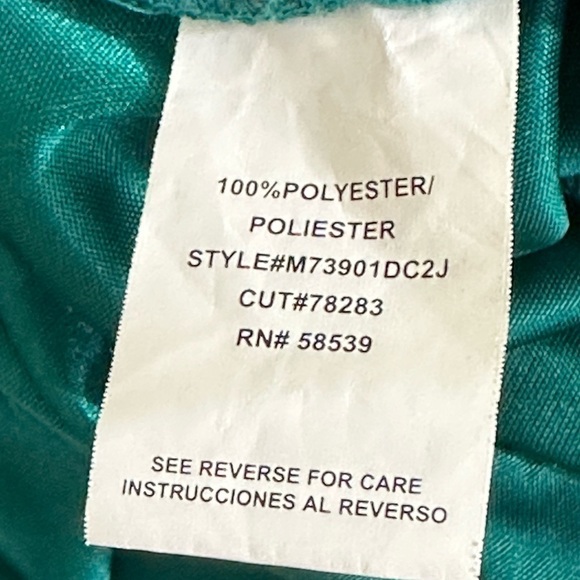 100%POLYESTER/
POLIESTER
STYLE#M73901DC2J
CUT#78283
RN# 58539
SEE REVERSE FOR CARE
INSTRUCCIONES AL REVERSO